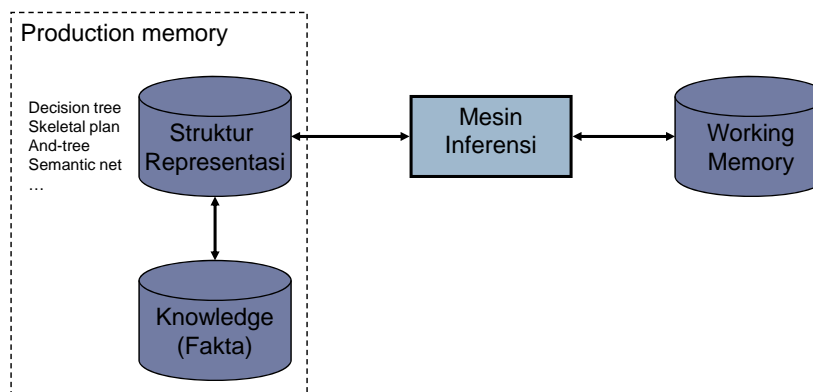 Production memory
Decision tree
Skeletal plan
And-tree
Semantic net
…
Struktur
Representasi
Mesin
Inferensi
Working
Memory
Knowledge
(Fakta)